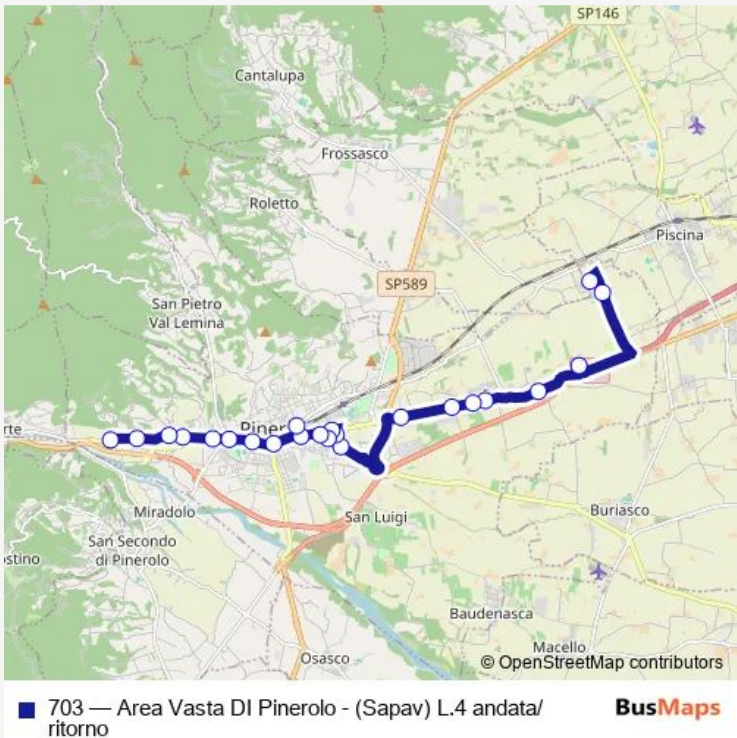 SP146
Cantalupa
Frossasco
Roletto
Piscina
SP589
San Pietro
Val Lemina
Miradolo
San Luigi
Buriasco
San Secondo
di Pinerolo
Baudenasca
Macello
Osasco
© OpenStreetMap contributors
703 — Area Vasta DI Pinerolo - (Sapav) L.4 andata/
ritorno
BusMaps